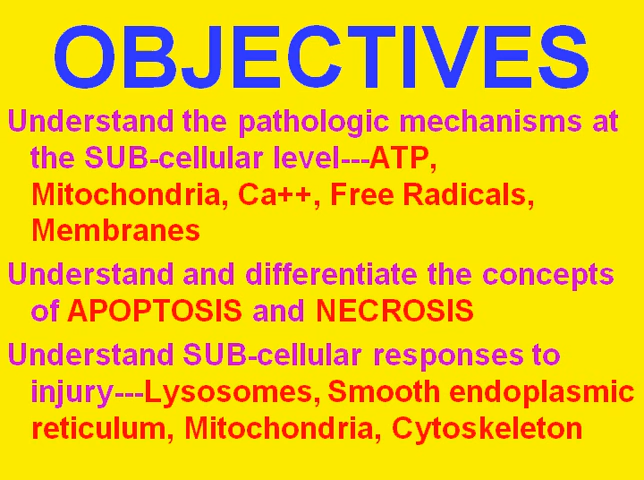 OBJECTIVES
Understand the pathologic mechanisms at
the SUB-cellular level---ATP,
Mitochondria, Ca++, Free Radicals,
Membranes
Understand and differentiate the concepts
of APOPTOSIS and NECROSIS
Understand SUB-cellular responses to
injury---Lysosomes, Smooth endoplasmic
reticulum, Mitochondria, Cytoskeleton